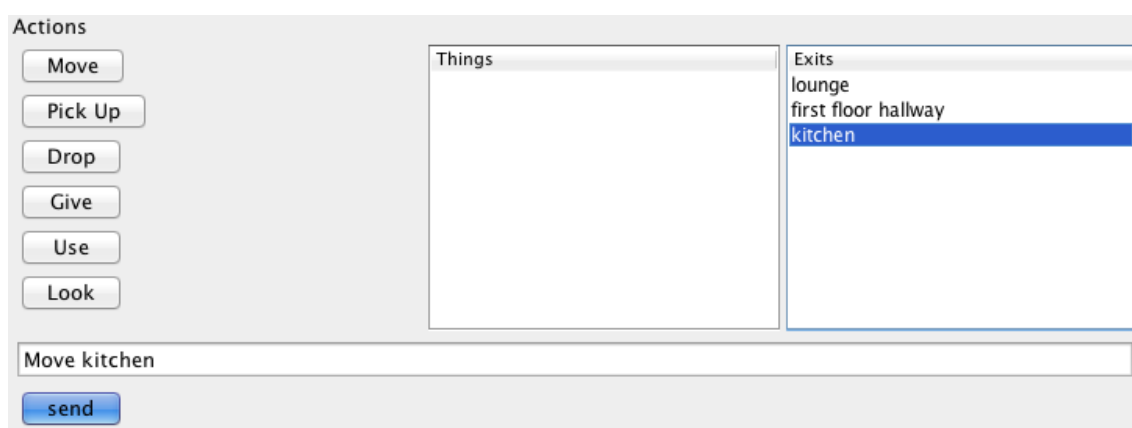 Actions
Move
Pick Up
Drop
Give
Use
Look
Things
Exits
lounge
first floor hallway
kitchen
Move kitchen
send